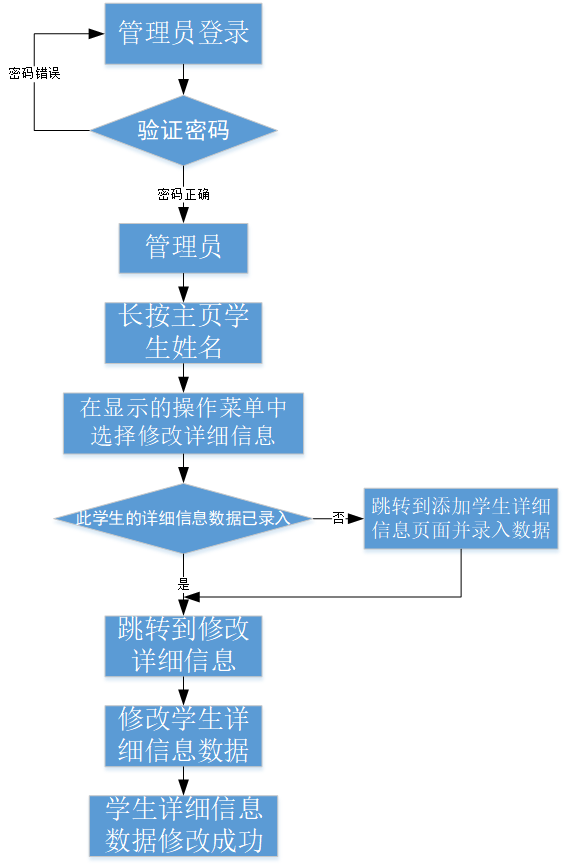 管理员登录
密码错误
验证密码
密码正确
管理员
长按主页学
生姓名
在显示的操作菜单中
选择修改详细信息
此学生的详细信息数据已录入
否
跳转到添加学生详细
信息页面并录入数据
是
跳转到修改
详细信息
修改学生详
细信息数据
学生详细信息
数据修改成功